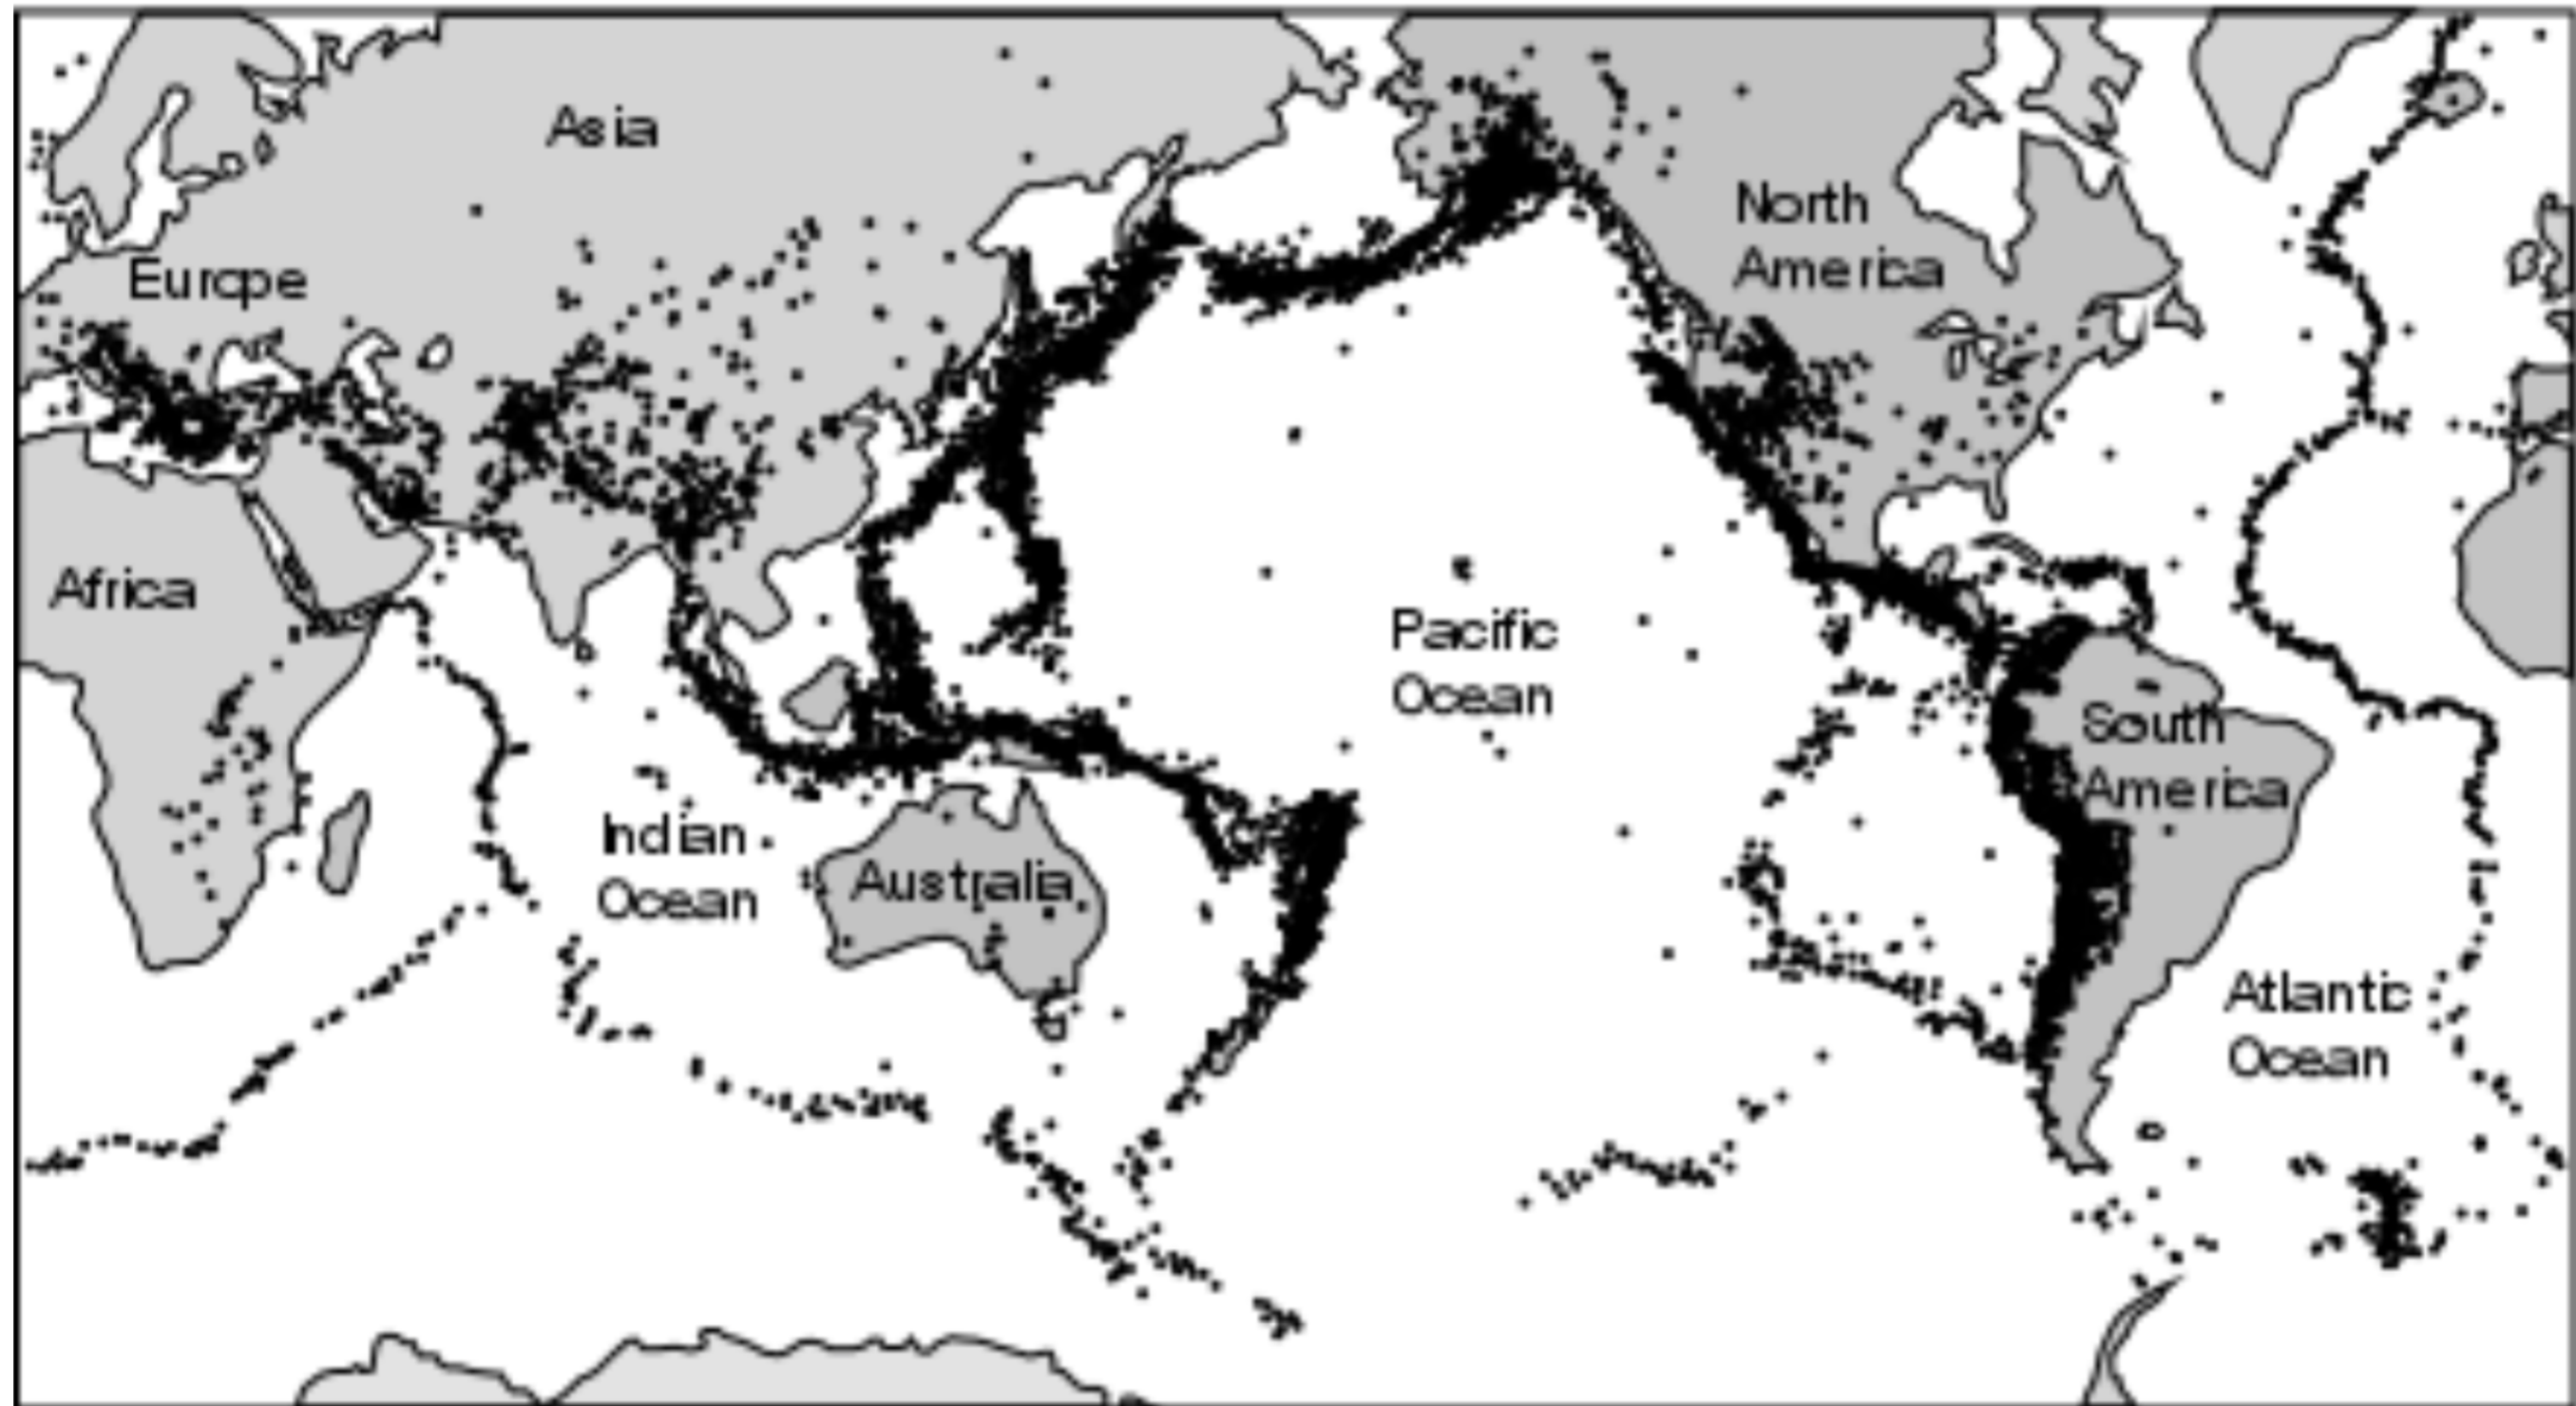 Asia
North
America
Europe
Africa
Pacific
Ocean
South
America
Indian
Ocean
Australia
Atlantic
Ocean